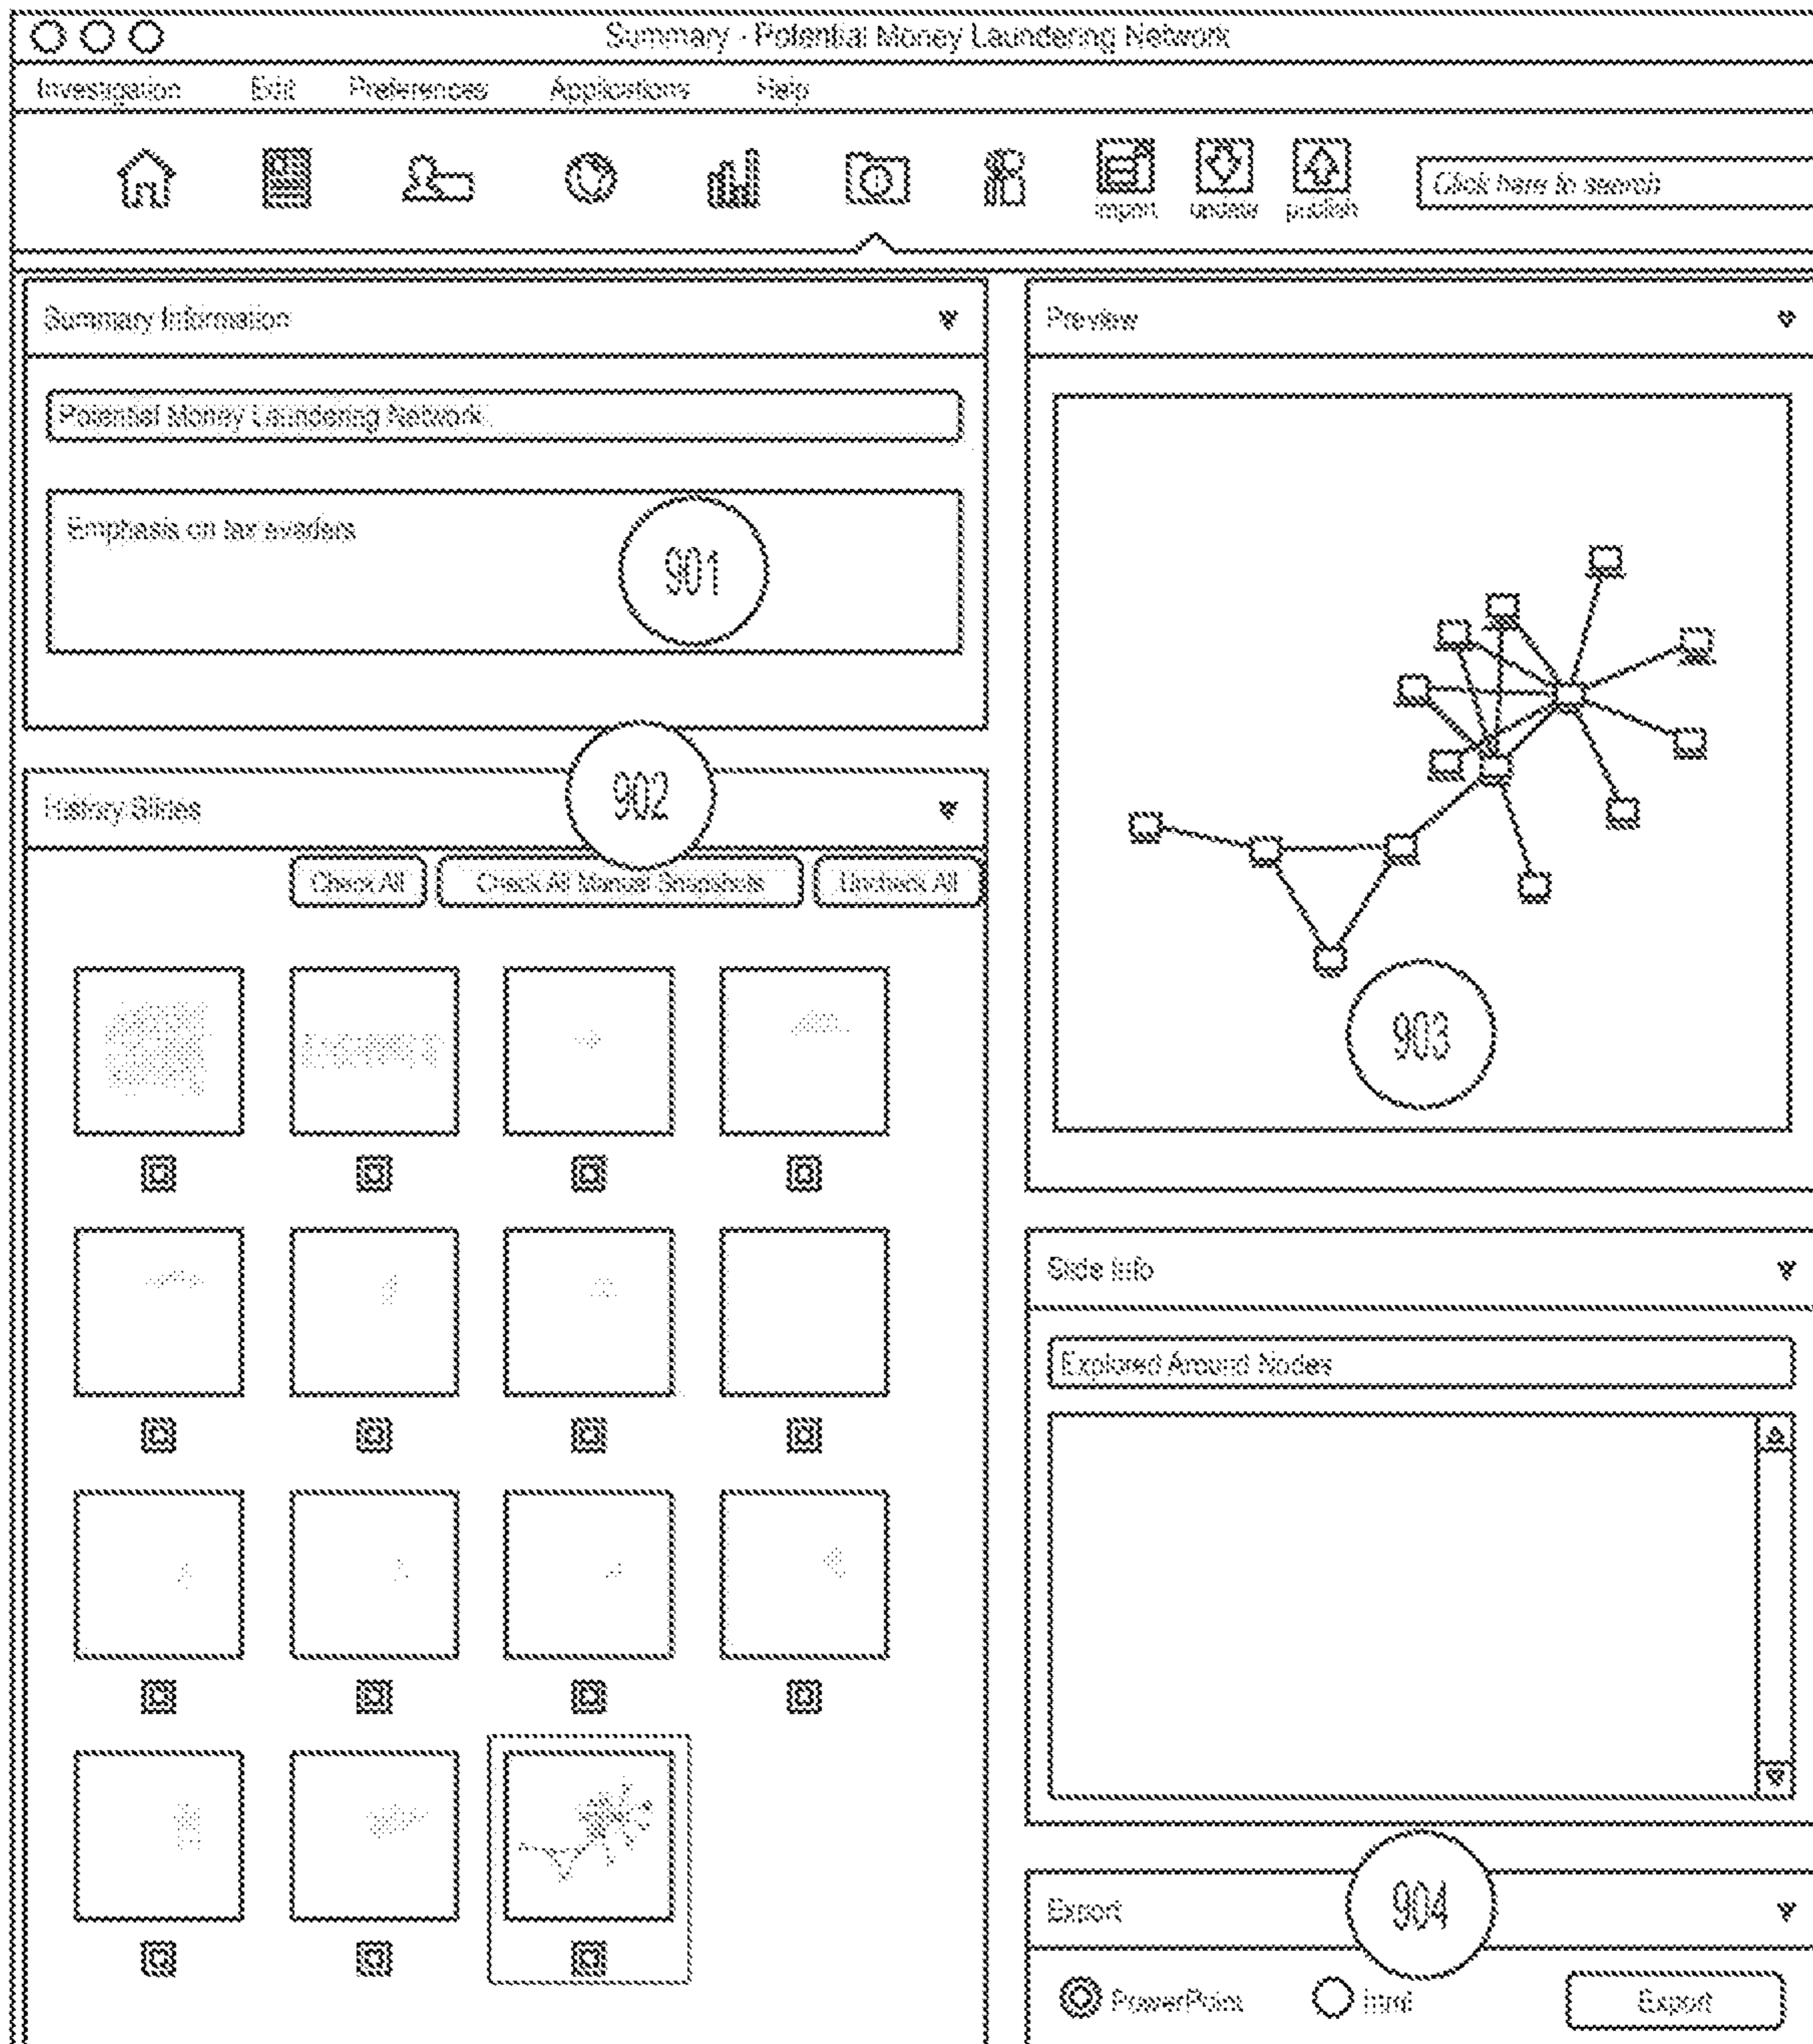 Summary - Potential Money Laundering Network
Investigation Edit Preferences Applications Help
import update publish
Click here to search
Summary Information
Potential Money Laundering Network
Emphasis on tax evaders
901
902
History Slides
Check All Check All Manual Snapshots Uncheck All
Preview
903
Slide Info
Explored Around Nodes
904
Export
PowerPoint html Export